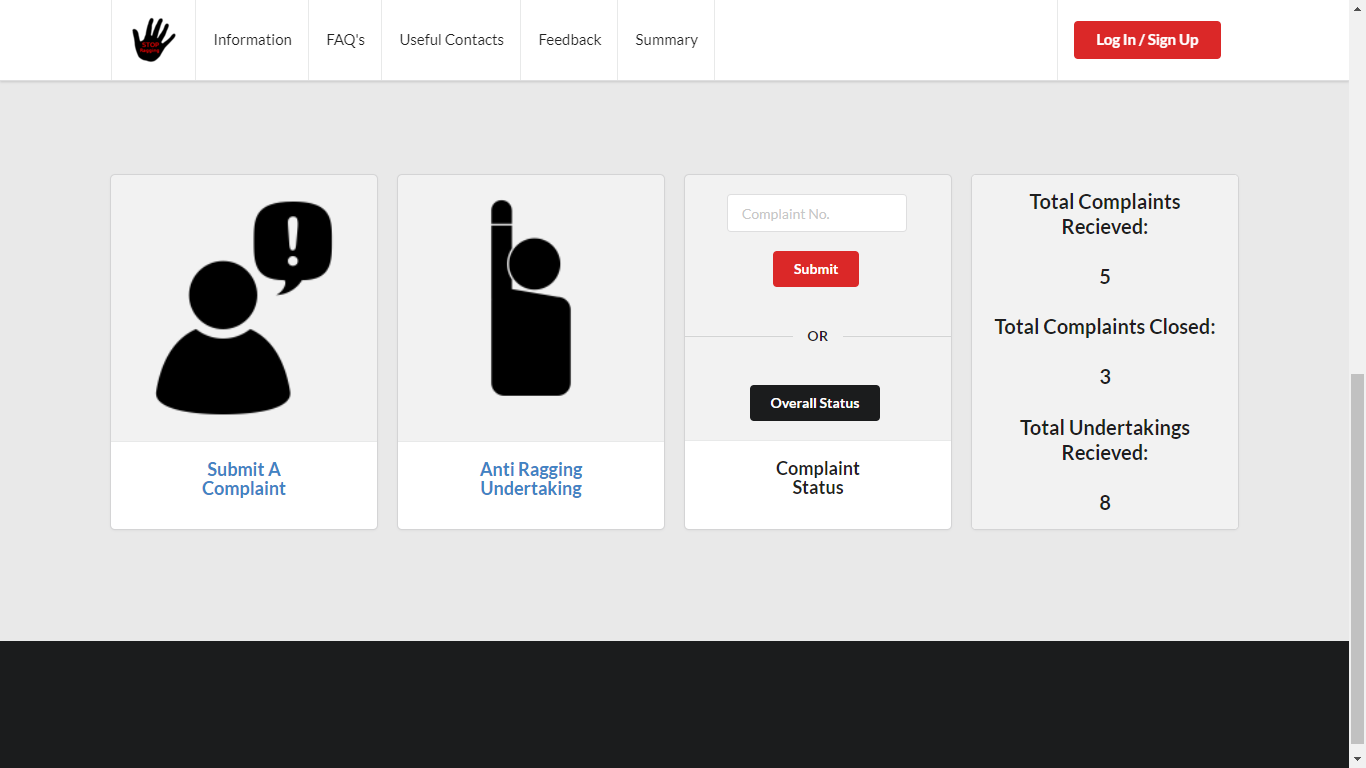 STOP
Ragging
Information
FAQ's
Useful Contacts
Feedback
Summary
Log In / Sign Up
Submit A
Complaint
Anti Ragging
Undertaking
Complaint No.
Submit
OR
Overall Status
Complaint
Status
Total Complaints
Recieved:
5
Total Complaints Closed:
3
Total Undertakings
Recieved:
8